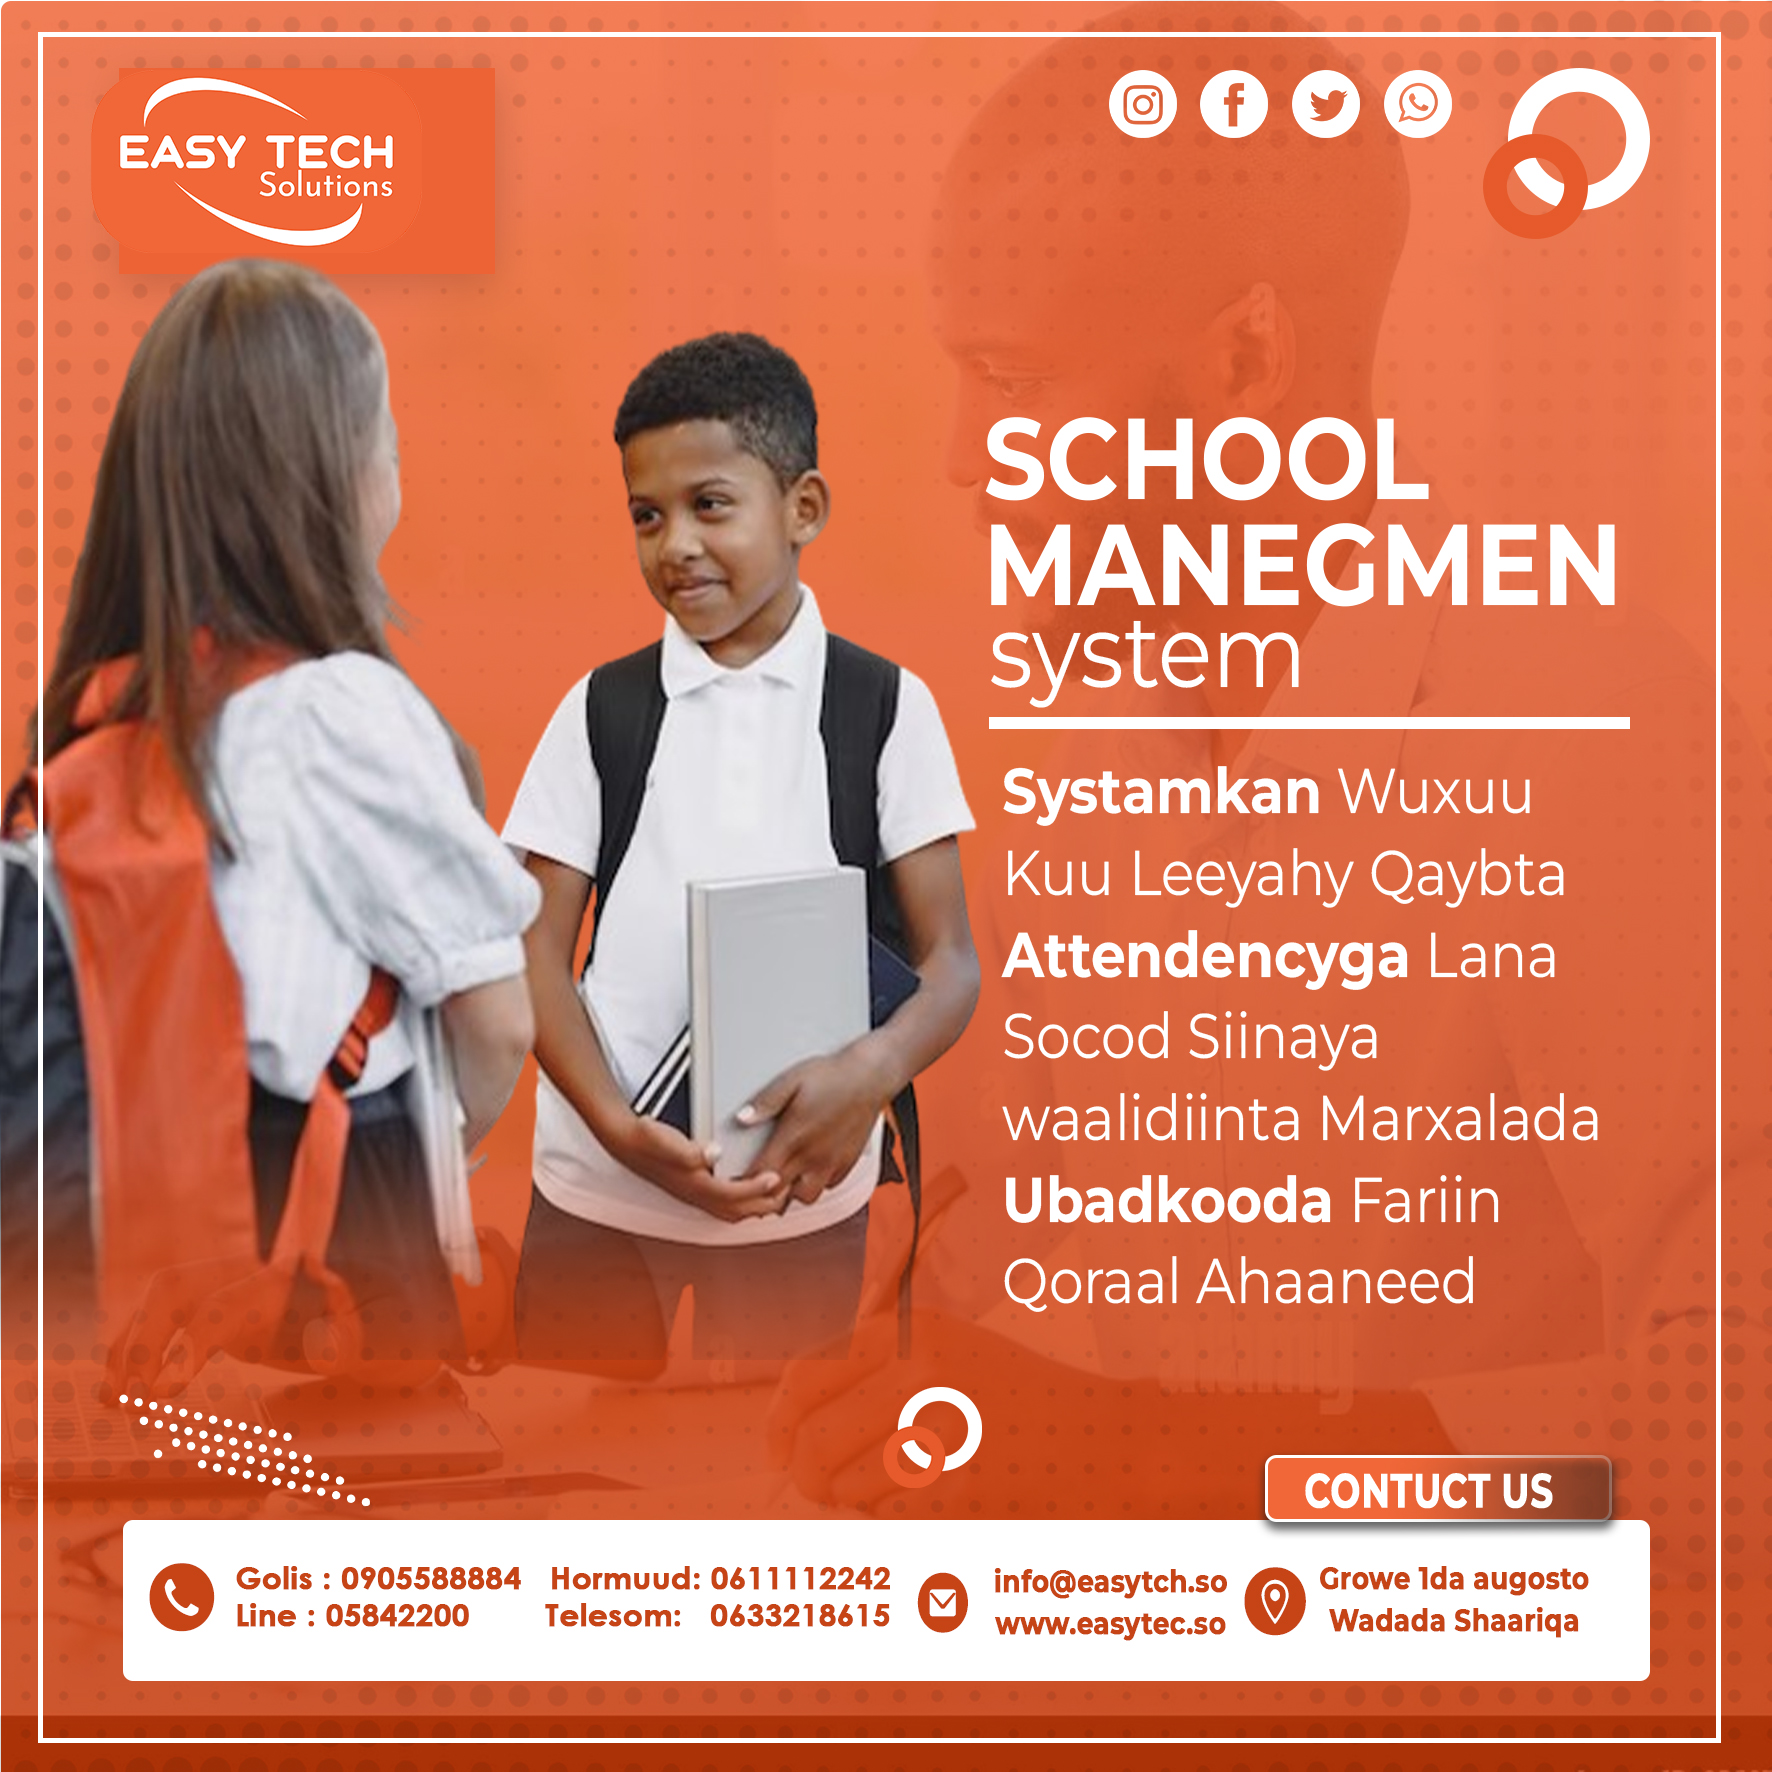 EASY TECH
Solutions
SCHOOL
MANEGMEN
system
Systamkan Wuxuu
Kuu Leeyahy Qaybta
Attendencyga Lana
Socod Siinaya
waalidiinta Marxalada
Ubadkooda Fariin
Qoraal Ahaaneed
CONTUCT US
Golis : 0905588884 Hormuud: 0611112242
Line : 05842200 Telesom: 0633218615
info@easytch.so
www.easytec.so
Growe 1da augosto
Wadada Shaariqa